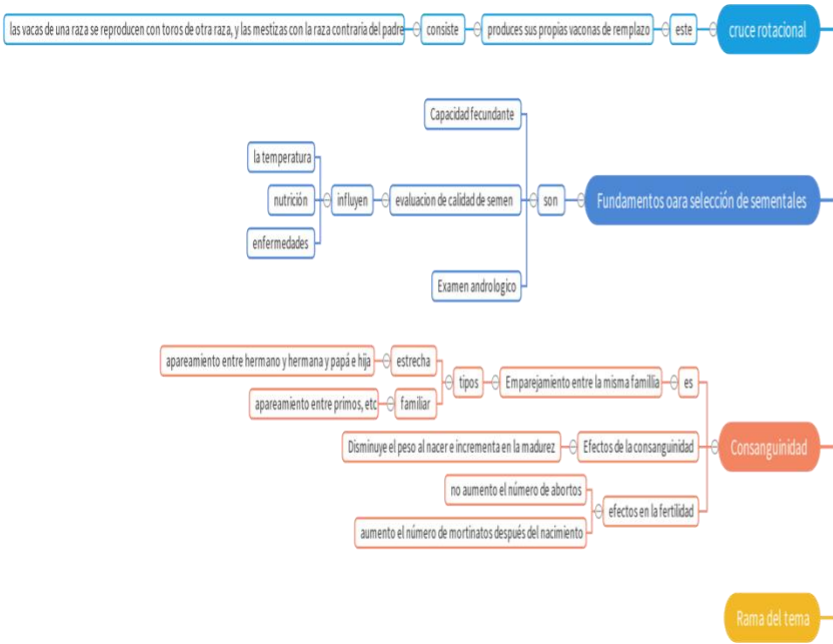 las vacas de una raza se reproducen con toros de otra raza, y las mestizas con la raza contraria del padre
consiste
produces sus propias vaconas de remplazo
este
cruce rotacional
Capacidad fecundante
la temperatura
nutrición
enfermedades
influyen
evaluacion de calidad de semen
son
Fundamentos oara selección de sementales
Examen andrologico
apareamiento entre hermano y hermana y papá e hija
estrecha
apareamiento entre primos, etc
familiar
tipos
Emparejamiento entre la misma famillia
es
Disminuye el peso al nacer e incrementa en la madurez
Efectos de la consanguinidad
Consanguinidad
no aumento el número de abortos
aumento el número de mortinatos después del nacimiento
efectos en la fertilidad
Rama del tema